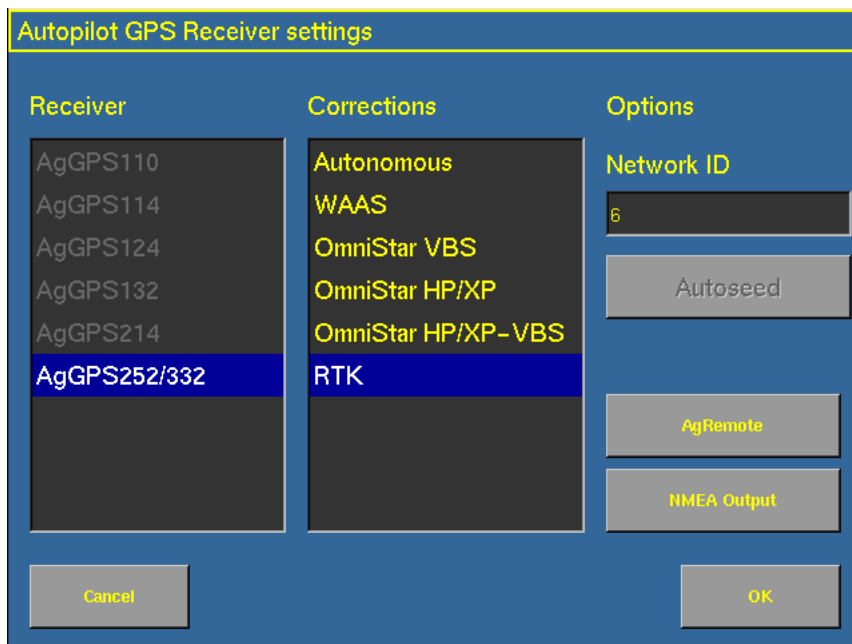 Autopilot GPS Receiver settings
Receiver
AgGPS110
AgGPS114
AgGPS124
AgGPS132
AgGPS214
AgGPS252/332
Corrections
Autonomous
WAAS
OmniStar VBS
OmniStar HP/XP
OmniStar HP/XP-VBS
RTK
Options
Network ID
6
Autoseed
AgRemote
NMEA Output
Cancel
OK